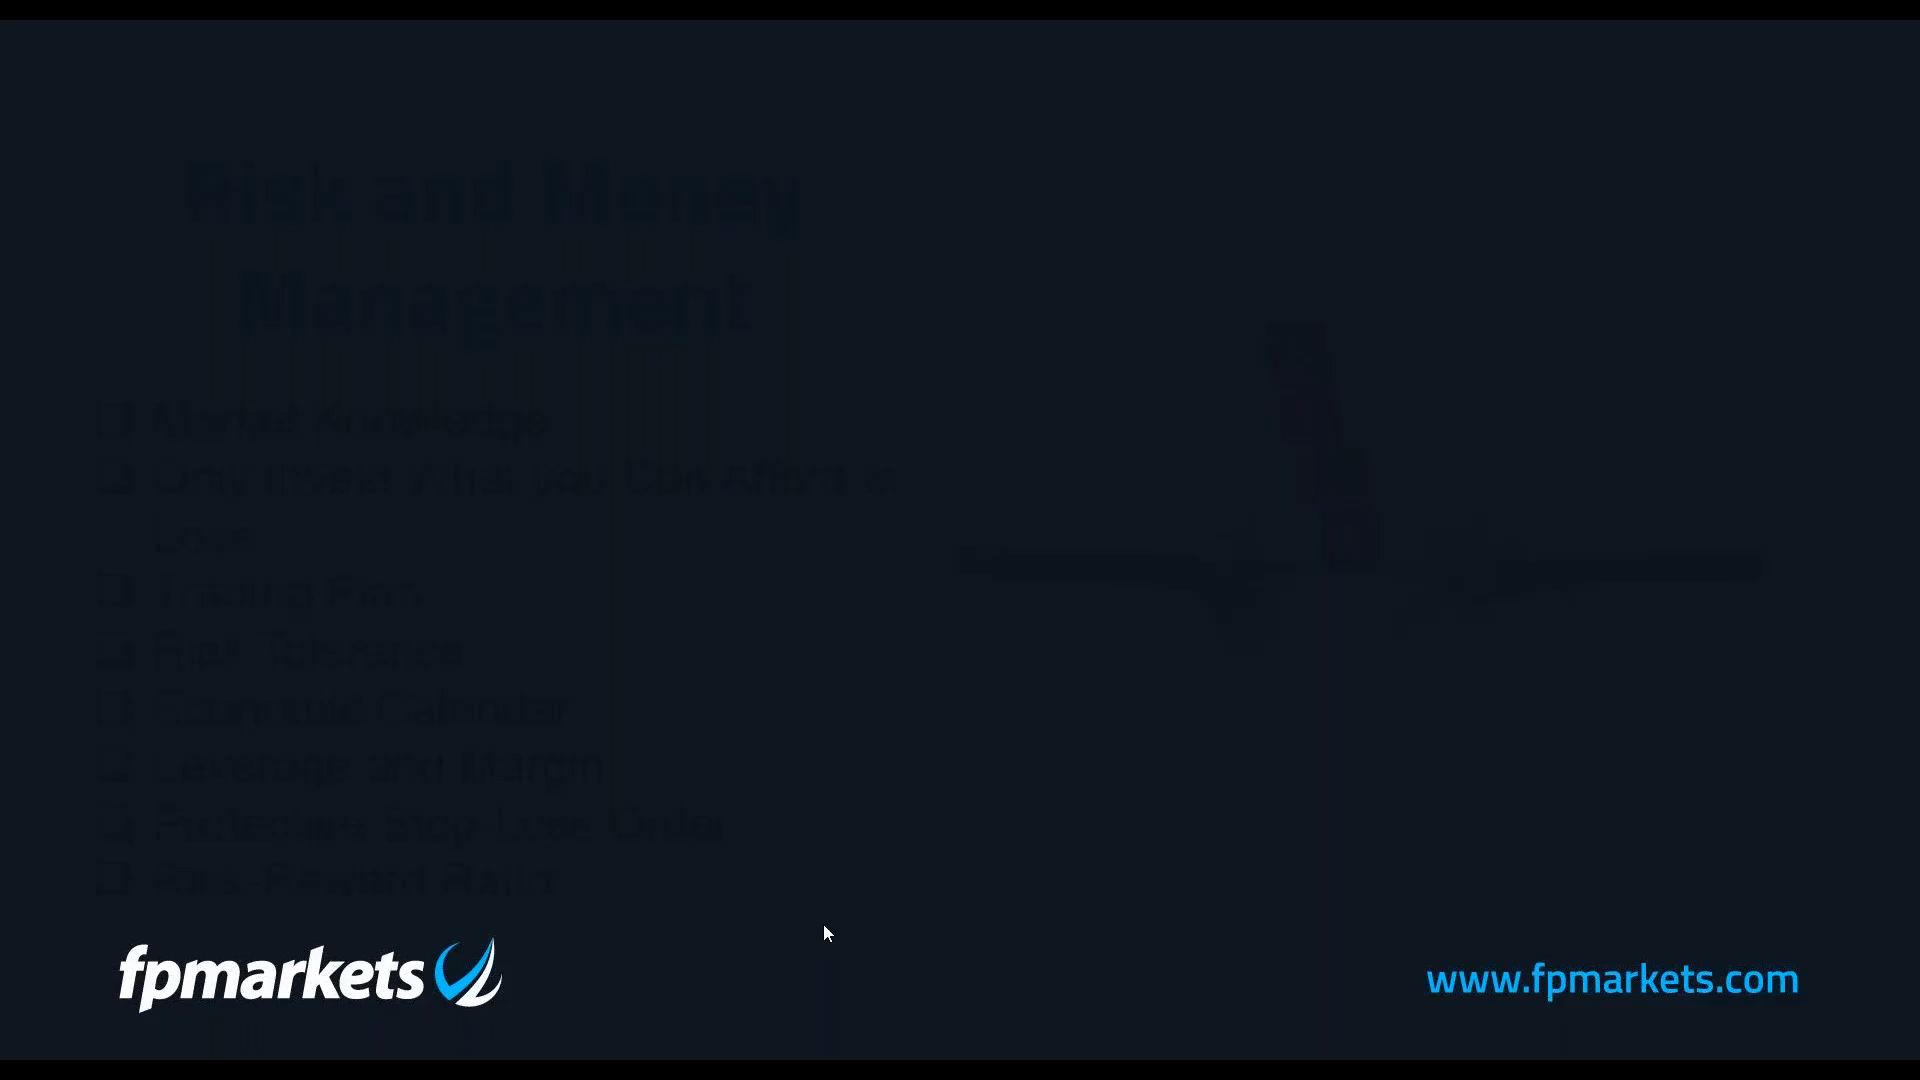 Risk and Money
Management
❑ Market Knowledge
❑ Only Invest What you Can Afford to
Lose
❑ Trading Plan
❑ Risk Tolerance
❑ Economic Calendar
❑ Leverage and Margin
❑ Protective Stop-Loss Order
❑ Risk-Reward Ratio
fpmarkets
www.fpmarkets.com